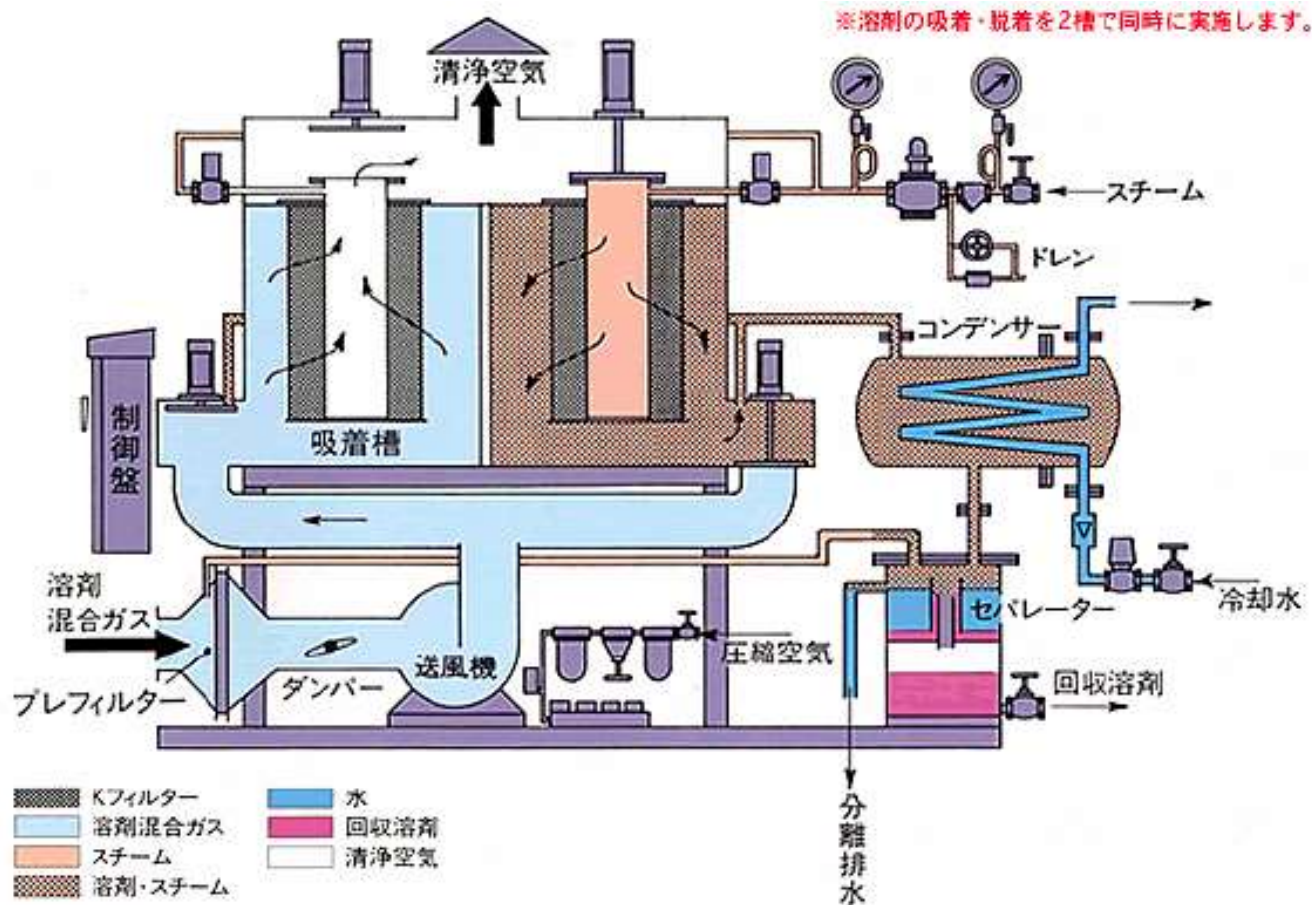 ※溶剤の吸着・脱着を2槽で同時に実施します。
清浄空気
スチーム
ドレン
コンデンサー
制御盤
吸着槽
溶剤
混合ガス
プレフィルター
ダンパー
送風機
圧縮空気
セパレーター
冷却水
回収溶剤
分離排水
Kフィルター
溶剤混合ガス
スチーム
溶剤・スチーム
水
回収溶剤
清浄空気